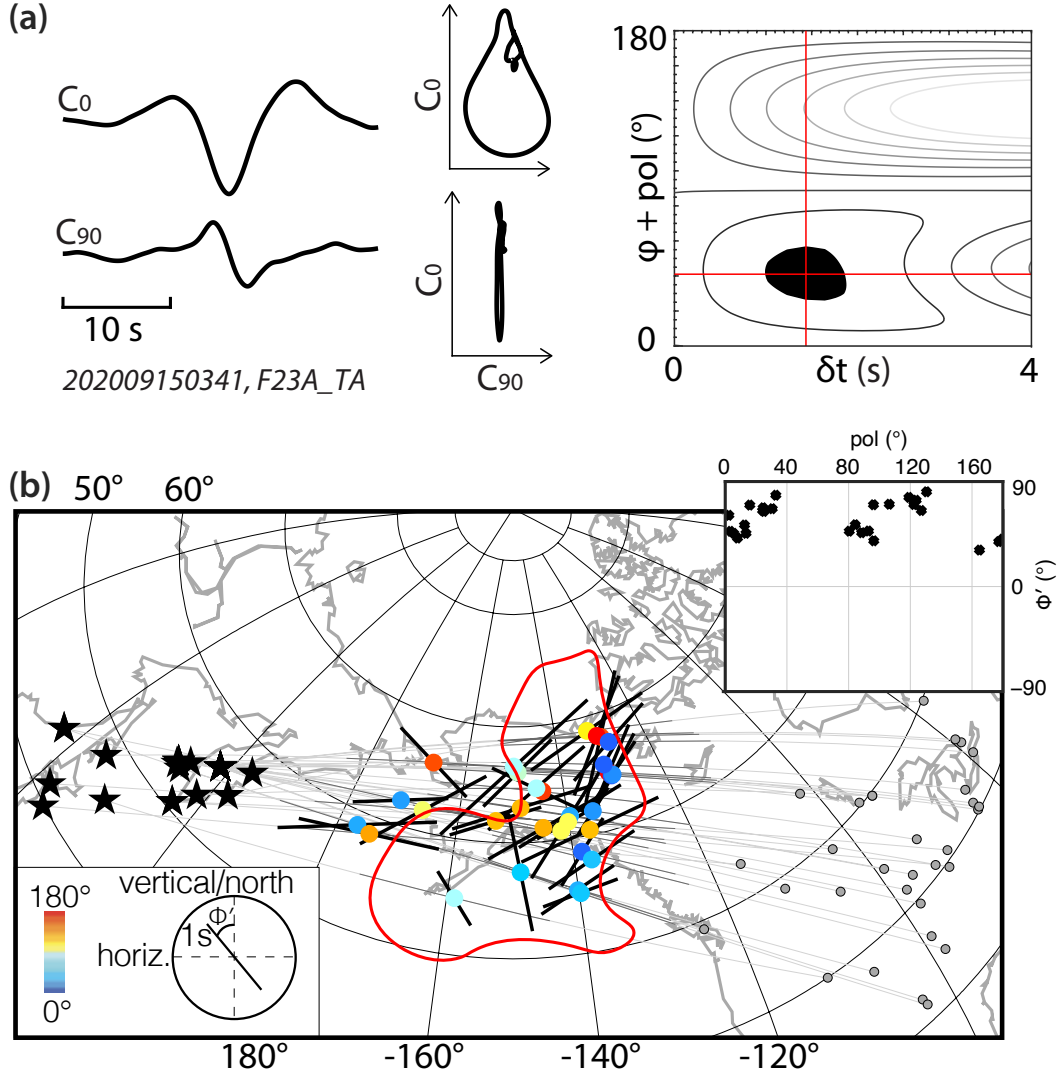 (a)
C0
C90
10 s
202009150341, F23A_TA
C0
C0
C90
180
φ + pol (°)
0
0
δt (s)
4
(b)
50° 60°
pol (°)
0 40 80 120 160
90
0
−90
Φ′ (°)
180°
0°
vertical/north
Φ′
1s
horiz.
180° -160° -140° -120°